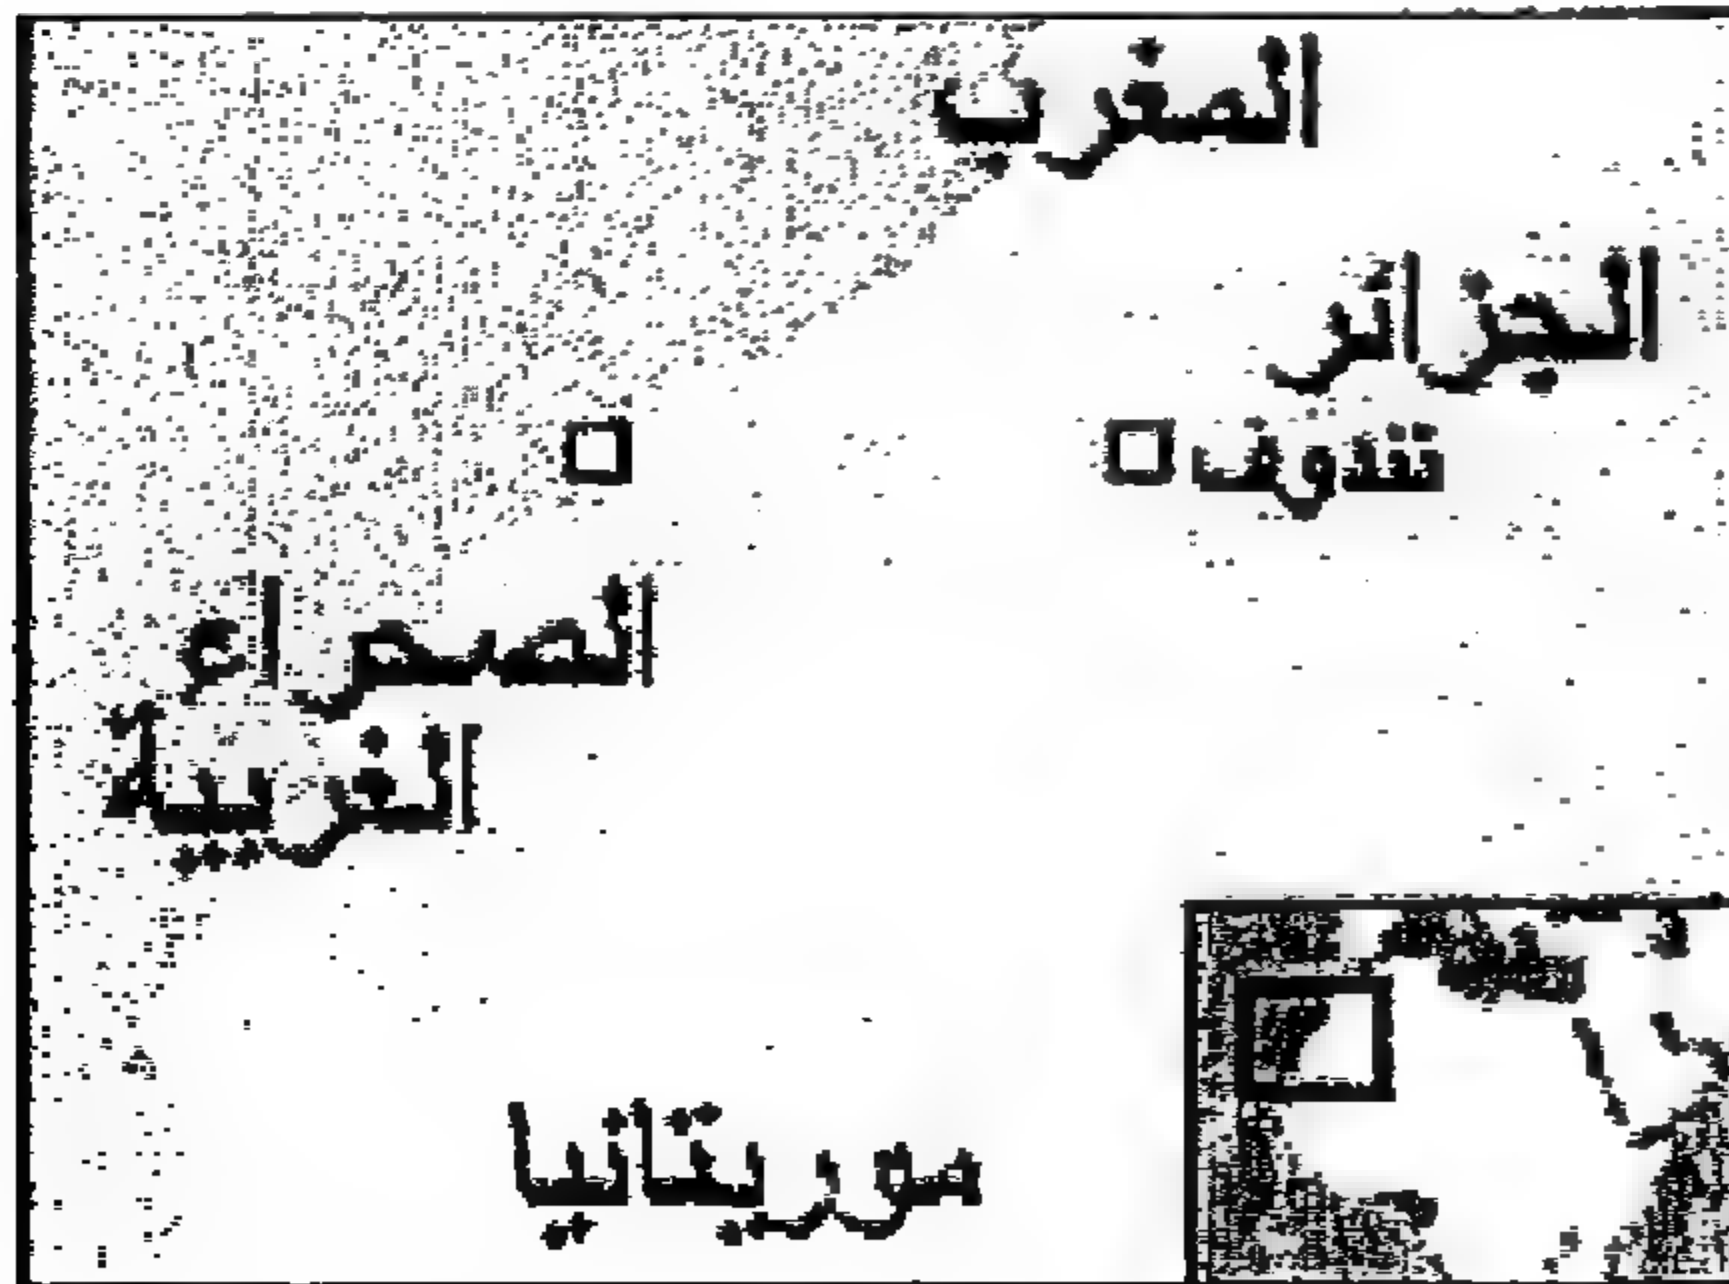 المغرب
الجزائر
تندوف
الصحراء
الغربية
موريتانيا